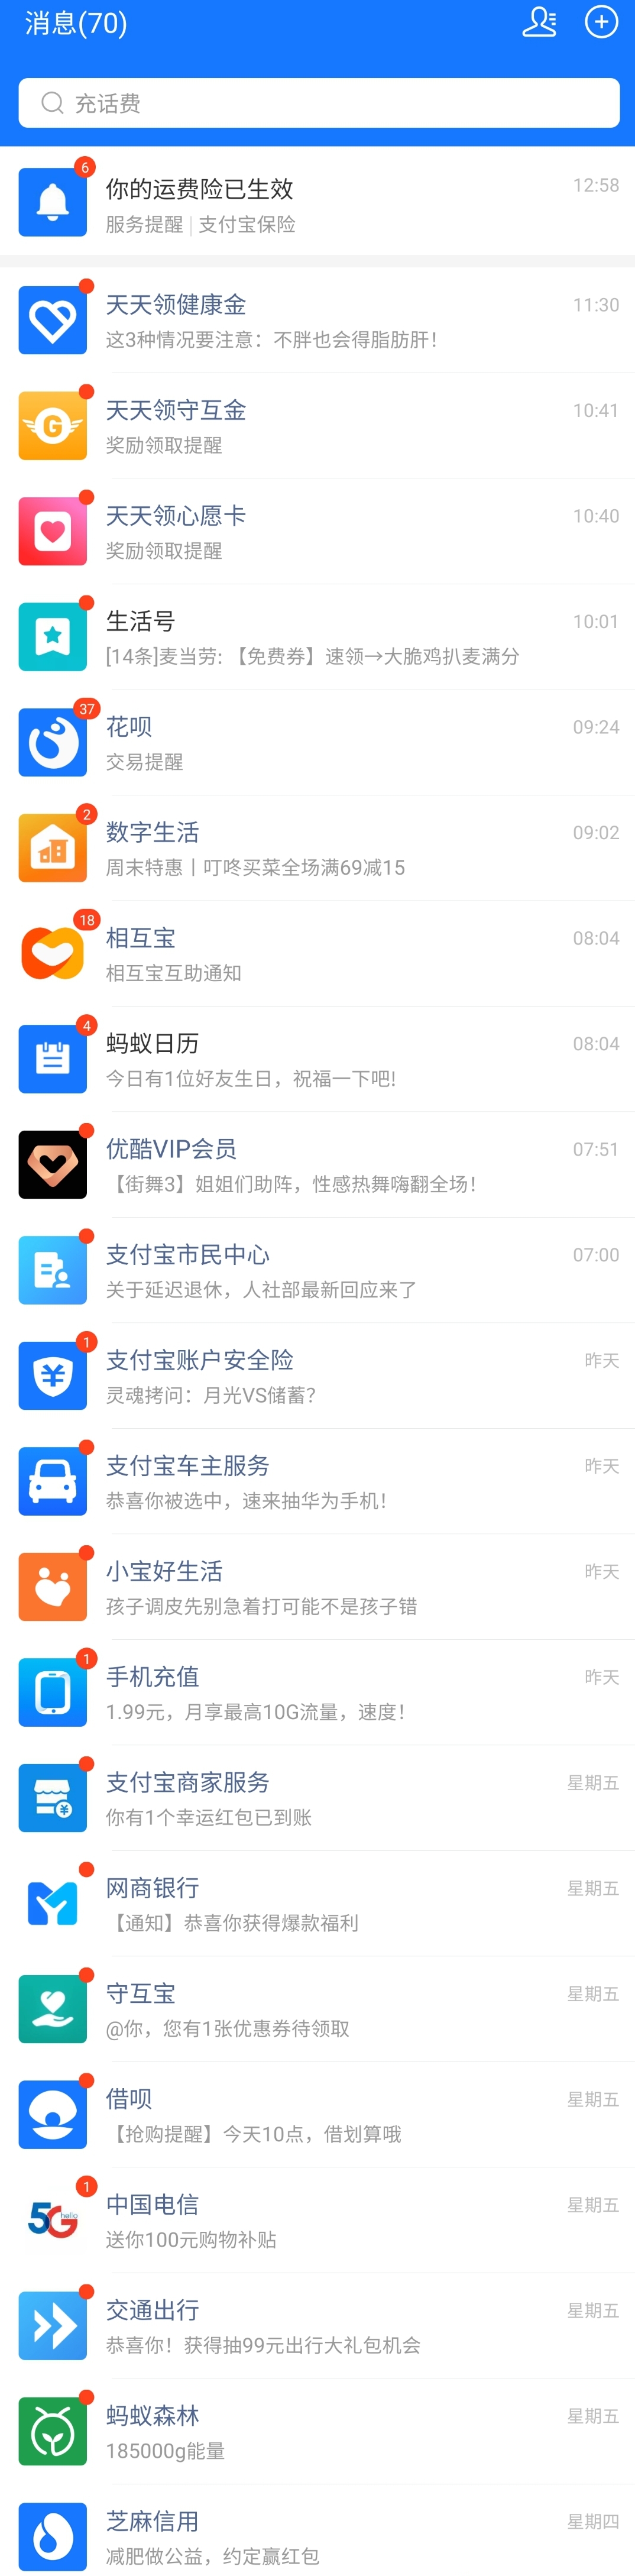 消息(70)
充话费
6
你的运费险已生效 12:58
服务提醒 | 支付宝保险
天天领健康金 11:30
这3种情况要注意：不胖也会得脂肪肝！
天天领守互金 10:41
G
奖励领取提醒
天天领心愿卡 10:40
奖励领取提醒
生活号 10:01
[14条]麦当劳:【免费券】速领→大脆鸡扒麦满分
37
花呗 09:24
交易提醒
2
数字生活 09:02
周末特惠丨叮咚买菜全场满69减15
18
相互宝 08:04
相互宝互助通知
4
蚂蚁日历 08:04
今日有1位好友生日，祝福一下吧!
优酷VIP会员 07:51
【街舞3】姐姐们助阵，性感热舞嗨翻全场！
支付宝市民中心 07:00
关于延迟退休，人社部最新回应来了
1
支付宝账户安全险 昨天
¥
灵魂拷问：月光VS储蓄？
支付宝车主服务 昨天
恭喜你被选中，速来抽华为手机！
小宝好生活 昨天
孩子调皮先别急着打可能不是孩子错
1
手机充值 昨天
1.99元，月享最高10G流量，速度！
支付宝商家服务 星期五
¥
你有1个幸运红包已到账
网商银行 星期五
【通知】恭喜你获得爆款福利
守互宝 星期五
@你，您有1张优惠券待领取
借呗 星期五
【抢购提醒】今天10点，借划算哦
1
中国电信 星期五
5G hello
送你100元购物补贴
交通出行 星期五
恭喜你！获得抽99元出行大礼包机会
蚂蚁森林 星期五
185000g能量
芝麻信用 星期四
减肥做公益，约定赢红包